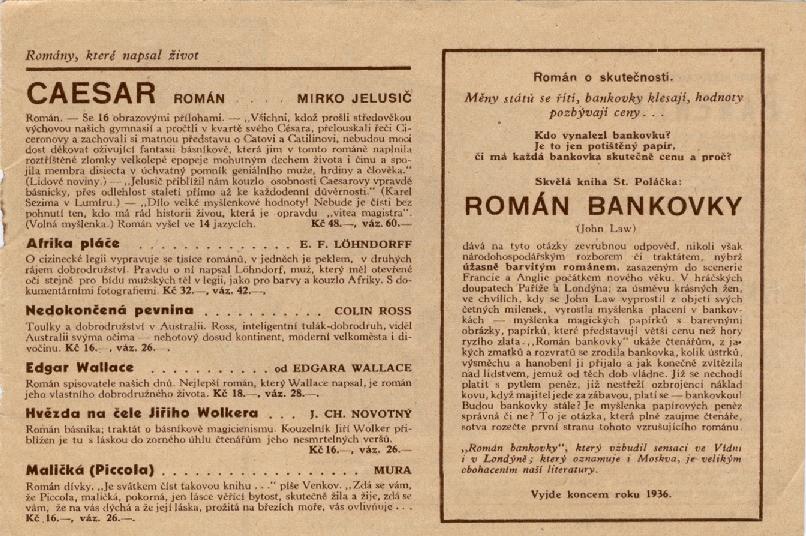 Romány, které napsal život
CAESAR ROMÁN . . . . MIRKO JELUSIČ
Román. — Se 16 obrazovými přílohami. — „Všichni, kdož prošli středověkou
výchovou našich gymnasií a pročtli v kvartě svého Césara, přelouskali řeči Ci-
ceronovy a zachovali si matnou představu o Catovi a Catilinovi, nebudou moci
dost děkovat oživující fantasii básníkově, která jim v tomto románě naplnila
roztříštěné zlomky velkolepé epopeje mohutným dechem života i činu a spo-
jila membra disiecta v úchvatný pomník geniálního muže, hrdiny a člověka.“
(Lidové noviny.) — „Jelusič přiblížil nám kouzlo osobnosti Caesarovy vpravdě
básnicky, přes odlehlost staletí přímo až ke každodenní důvěrnosti.“ (Karel
Sezima v Lumíru.) — „Dílo velké myšlenkové hodnoty! Nebude je čísti bez
pohnutí ten, kdo má rád historii živou, která je opravdu „vitea magistra“.
(Volná myšlenka.) Román vyšel ve 14 jazycích. Kč 48.—, váz. 60.—
Afrika pláče . . . . . . . . . . . . E. F. LÖHNDORFF
O cizinecké legii vypravuje se tisíce románů, v jedněch je peklem, v druhých
rájem dobrodružství. Pravdu o ní napsal Löhndorf, muž, který měl otevřené
oči stejně pro bídu mužských těl v legii, jako pro barvy a kouzlo Afriky. S do-
kumentárními fotografiemi. Kč 32.—, váz. 42.—,
Nedokončená pevnina . . . . . . . . . . COLIN ROSS
Toulky a dobrodružství v Australii. Ross, inteligentní tulák-dobrodruh, viděl
Australii svýma očima — nehotový dosud kontinent, moderní velkoměsta i di-
vočinu. Kč 16.—, váz. 26.—
Edgar Wallace . . . . . . . . . . od EDGARA WALLACE
Román spisovatele našich dnů. Nejlepší román, který Wallace napsal, je román
jeho vlastního dobrodružného života. Kč 18.—, váz. 28.—.
Hvězda na čele Jiřího Wolkera . . . J. CH. NOVOTNÝ
Román básníka; traktát o básníkově magicienismu. Kouzelník Jiří Wolker při-
bližen je tu s láskou do zorného úhlu čtenářům jeho nesmrtelných veršů.
Kč 16.—, váz. 26.—
Maličká (Piccola) . . . . . . . . . . . . . . MURA
Román dívky. „Je svátkem číst takovou knihu . . .“ píše Venkov. „Zdá se vám,
že Piccola, maličká, pokorná, jen lásce věřící bytost, skutečně žila a žije, zdá se
vám, že na vás dýchá a že její láska, prožitá na březích moře, vás ovlivňuje . . .
Kč 16.—, váz. 26.—.
Román o skutečnosti.
Měny států se řítí, bankovky klesají, hodnoty
pozbývají ceny . . .
Kdo vynalezl bankovku?
Je to jen potištěný papír,
či má každá bankovka skutečně cenu a proč?
Skvělá kniha St. Poláčka:
ROMÁN BANKOVKY
(John Law)
dává na tyto otázky zevrubnou odpověď, nikoli však
národohospodářským rozborem či traktátem, nýbrž
úžasně barvitým románem, zasazeným do scenerie
Francie a Anglie počátkem nového věku. V hráčských
doupatech Paříže a Londýna; za úsměvu krásných žen,
ve chvílích, kdy se John Law vyprostil z objetí svých
četných milenek, vyrostla myšlenka placení v bankov-
kách — myšlenka magických papírků s barevnými
obrázky, papírků, které představují větší cenu než hory
ryzího zlata. „Román bankovky“ ukáže čtenářům, z ja-
kých zmatků a rozvratů se zrodila bankovka, kolik ústrků,
výsměchu a hanobení ji přijalo a jak konečně zvítězila
nad lidstvem, jemuž od těch dob vládne. Již se nechodí
platit s pytlem peněz, již nestřeží ozbrojenci náklad
kovu, když majitel jede za zábavou, platí se — bankovkou!
Budou bankovky stále? Je myšlenka papírových peněz
správná či ne? To je otázka, která plně zaujme čtenáře,
sotva rozečte první stranu tohoto vzrušujícího románu.
„Román bankovky“, který vzbudil sensaci ve Vídni
i v Londýně; který oznamuje i Moskva, je velikým
obohacením naší literatury.
Vyjde koncem roku 1936.